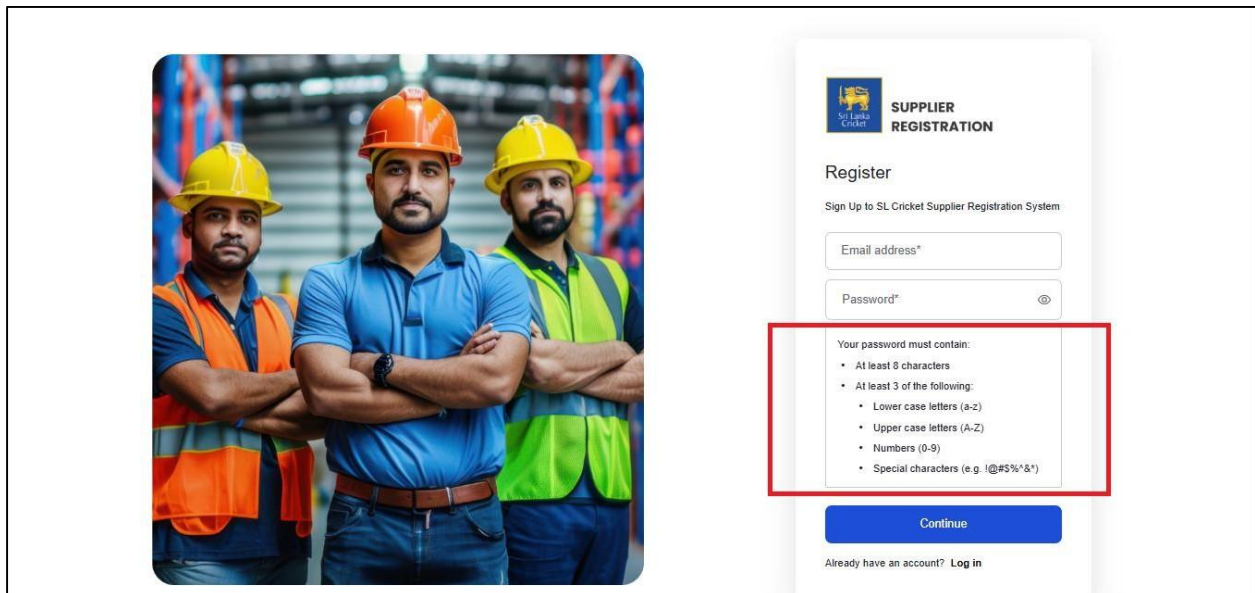 Sri Lanka
Cricket
SUPPLIER
REGISTRATION
Register
Sign Up to SL Cricket Supplier Registration System
Email address*
Password*
Your password must contain:
• At least 8 characters
• At least 3 of the following:
• Lower case letters (a-z)
• Upper case letters (A-Z)
• Numbers (0-9)
• Special characters (e.g. !@#$%^&*)
Continue
Already have an account? Log in